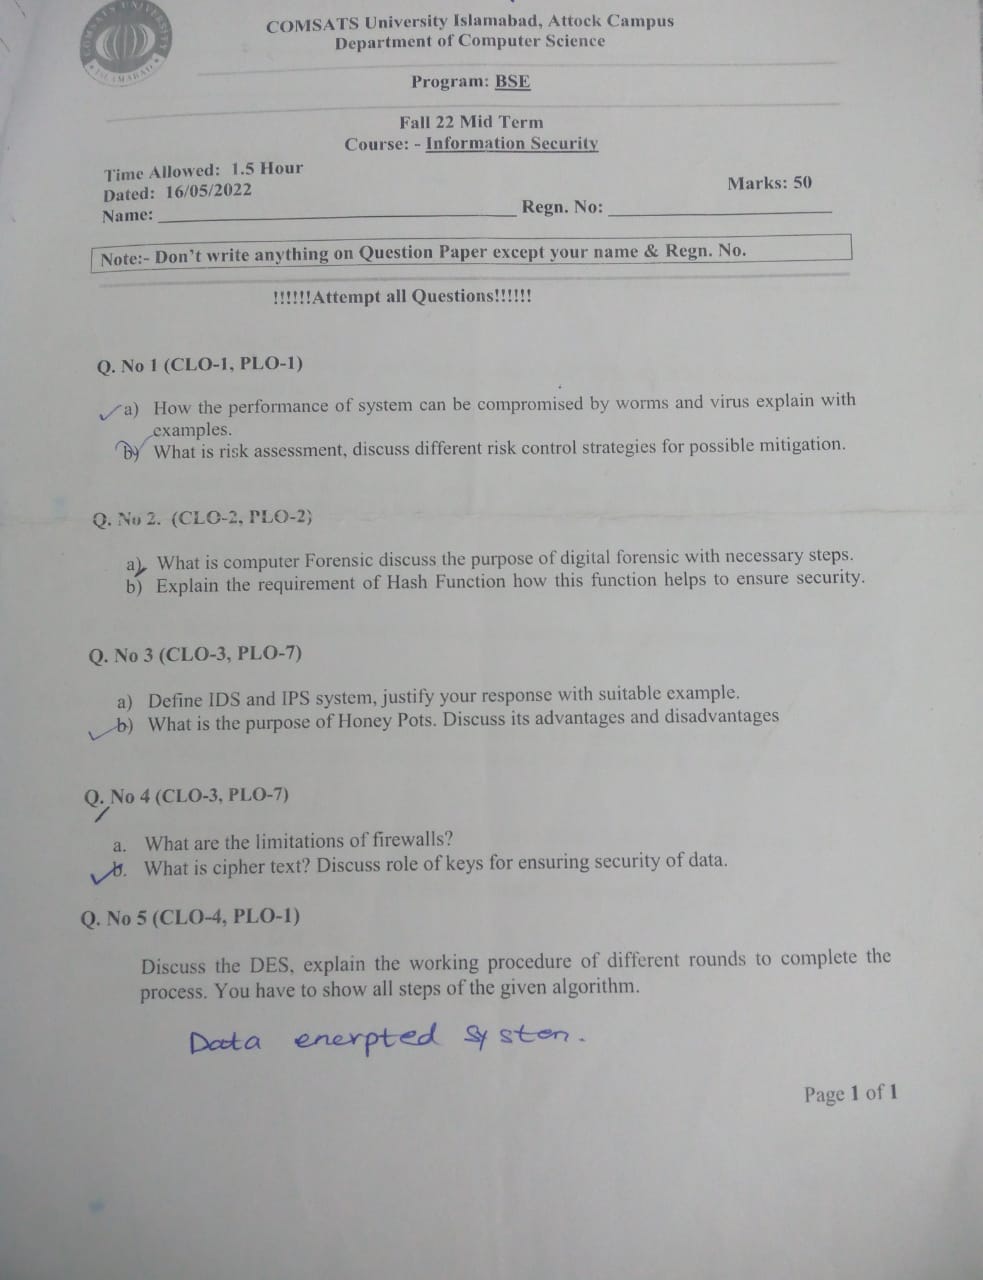 COMSATS UNIVERSITY
ISLAMABAD
COMSATS University Islamabad, Attock Campus
Department of Computer Science
Program: BSE
Fall 22 Mid Term
Course: - Information Security
Time Allowed: 1.5 Hour
Marks: 50
Dated: 16/05/2022
Name: Regn. No:
Note:- Don't write anything on Question Paper except your name & Regn. No.
!!!!!!Attempt all Questions!!!!!!
Q. No 1 (CLO-1, PLO-1)
a) How the performance of system can be compromised by worms and virus explain with
examples.
b) What is risk assessment, discuss different risk control strategies for possible mitigation.
Q. No 2. (CLO-2, PLO-2)
a) What is computer Forensic discuss the purpose of digital forensic with necessary steps.
b) Explain the requirement of Hash Function how this function helps to ensure security.
Q. No 3 (CLO-3, PLO-7)
a) Define IDS and IPS system, justify your response with suitable example.
b) What is the purpose of Honey Pots. Discuss its advantages and disadvantages
Q. No 4 (CLO-3, PLO-7)
a. What are the limitations of firewalls?
b. What is cipher text? Discuss role of keys for ensuring security of data.
Q. No 5 (CLO-4, PLO-1)
Discuss the DES, explain the working procedure of different rounds to complete the
process. You have to show all steps of the given algorithm.
Data enerpted systen.
Page 1 of 1